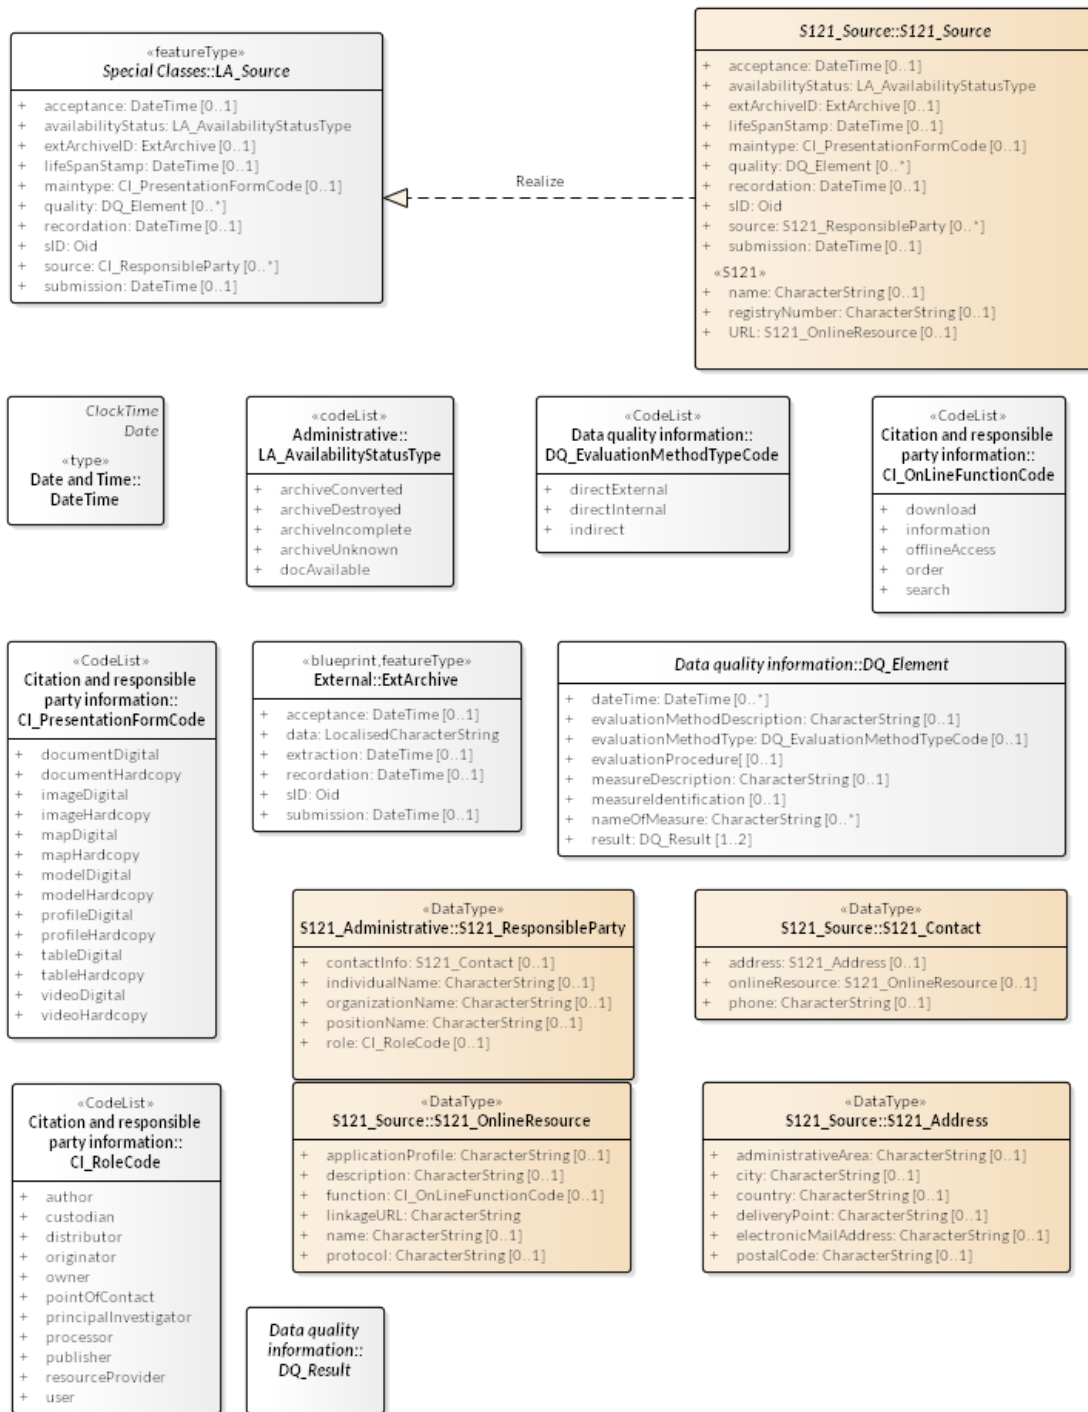 «featureType»
Special Classes::LA_Source
+ acceptance: DateTime [0..1]
+ availabilityStatus: LA_AvailabilityStatusType
+ extArchiveID: ExtArchive [0..1]
+ lifeSpanStamp: DateTime [0..1]
+ maintype: CI_PresentationFormCode [0..1]
+ quality: DQ_Element [0..*]
+ recordation: DateTime [0..1]
+ sID: Oid
+ source: CI_ResponsibleParty [0..*]
+ submission: DateTime [0..1]
Realize
S121_Source::S121_Source
+ acceptance: DateTime [0..1]
+ availabilityStatus: LA_AvailabilityStatusType
+ extArchiveID: ExtArchive [0..1]
+ lifeSpanStamp: DateTime [0..1]
+ maintype: CI_PresentationFormCode [0..1]
+ quality: DQ_Element [0..*]
+ recordation: DateTime [0..1]
+ sID: Oid
+ source: S121_ResponsibleParty [0..*]
+ submission: DateTime [0..1]
«S121»
+ name: CharacterString [0..1]
+ registryNumber: CharacterString [0..1]
+ URL: S121_OnlineResource [0..1]
ClockTime
Date
«type»
Date and Time::
DateTime
«codeList»
Administrative::
LA_AvailabilityStatusType
+ archiveConverted
+ archiveDestroyed
+ archiveIncomplete
+ archiveUnknown
+ docAvailable
«CodeList»
Data quality information::
DQ_EvaluationMethodTypeCode
+ directExternal
+ directInternal
+ indirect
«CodeList»
Citation and responsible
party information::
CI_OnLineFunctionCode
+ download
+ information
+ offlineAccess
+ order
+ search
«CodeList»
Citation and responsible
party information::
CI_PresentationFormCode
+ documentDigital
+ documentHardcopy
+ imageDigital
+ imageHardcopy
+ mapDigital
+ mapHardcopy
+ modelDigital
+ modelHardcopy
+ profileDigital
+ profileHardcopy
+ tableDigital
+ tableHardcopy
+ videoDigital
+ videoHardcopy
«blueprint,featureType»
External::ExtArchive
+ acceptance: DateTime [0..1]
+ data: LocalisedCharacterString
+ extraction: DateTime [0..1]
+ recordation: DateTime [0..1]
+ sID: Oid
+ submission: DateTime [0..1]
Data quality information::DQ_Element
+ dateTime: DateTime [0..*]
+ evaluationMethodDescription: CharacterString [0..1]
+ evaluationMethodType: DQ_EvaluationMethodTypeCode [0..1]
+ evaluationProcedure[ [0..1]
+ measureDescription: CharacterString [0..1]
+ measureIdentification [0..1]
+ nameOfMeasure: CharacterString [0..*]
+ result: DQ_Result [1..2]
«DataType»
S121_Administrative::S121_ResponsibleParty
+ contactInfo: S121_Contact [0..1]
+ individualName: CharacterString [0..1]
+ organizationName: CharacterString [0..1]
+ positionName: CharacterString [0..1]
+ role: CI_RoleCode [0..1]
«DataType»
S121_Source::S121_Contact
+ address: S121_Address [0..1]
+ onlineResource: S121_OnlineResource [0..1]
+ phone: CharacterString [0..1]
«CodeList»
Citation and responsible
party information::
CI_RoleCode
+ author
+ custodian
+ distributor
+ originator
+ owner
+ pointOfContact
+ principalInvestigator
+ processor
+ publisher
+ resourceProvider
+ user
«DataType»
S121_Source::S121_OnlineResource
+ applicationProfile: CharacterString [0..1]
+ description: CharacterString [0..1]
+ function: CI_OnLineFunctionCode [0..1]
+ linkageURL: CharacterString
+ name: CharacterString [0..1]
+ protocol: CharacterString [0..1]
«DataType»
S121_Source::S121_Address
+ administrativeArea: CharacterString [0..1]
+ city: CharacterString [0..1]
+ country: CharacterString [0..1]
+ deliveryPoint: CharacterString [0..1]
+ electronicMailAddress: CharacterString [0..1]
+ postalCode: CharacterString [0..1]
Data quality
information::
DQ_Result